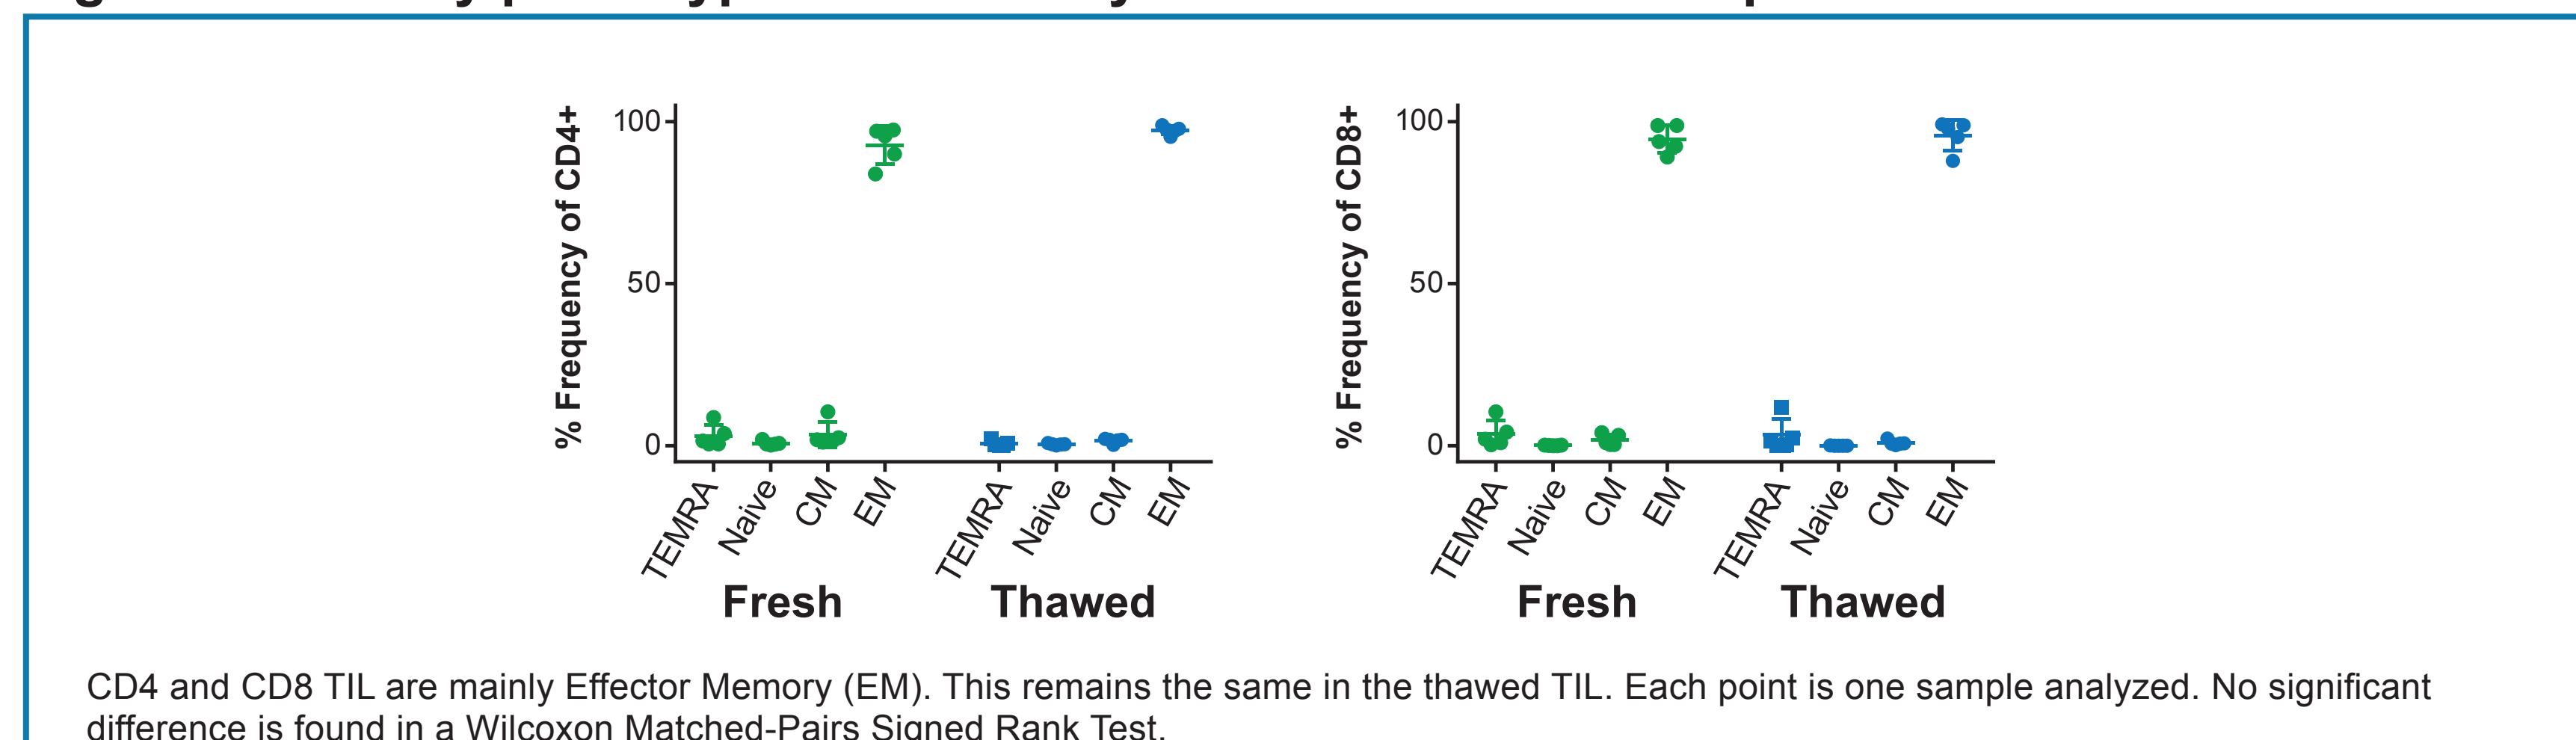 % Frequency of CD4+
100
50
0
TEMRA Naive CM EM TEMRA Naive CM EM
Fresh Thawed
% Frequency of CD8+
100
50
0
TEMRA Naive CM EM TEMRA Naive CM EM
Fresh Thawed
CD4 and CD8 TIL are mainly Effector Memory (EM). This remains the same in the thawed TIL. Each point is one sample analyzed. No significant
difference is found in a Wilcoxon Matched-Pairs Signed Rank Test.